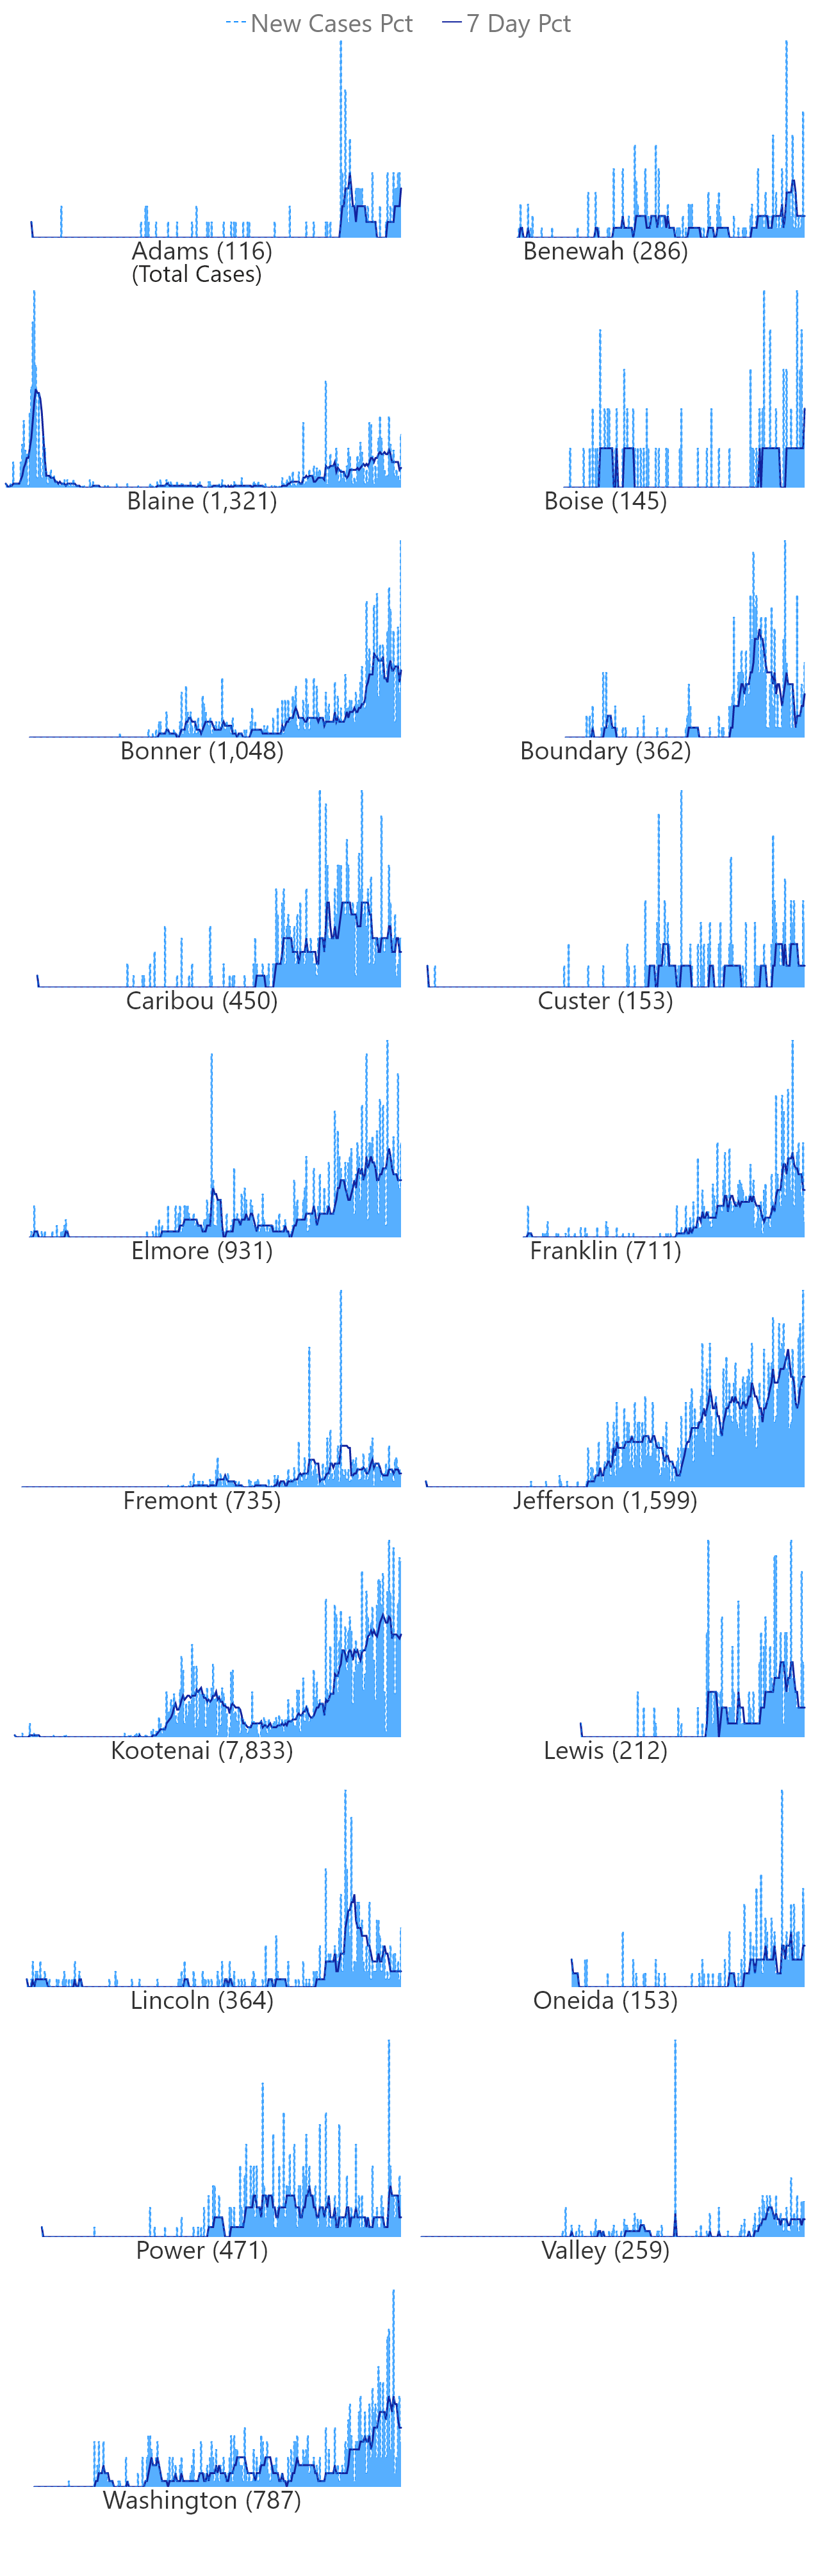 New Cases Pct 7 Day Pct
Adams (116)
(Total Cases)
Benewah (286)
Blaine (1,321)
Boise (145)
Bonner (1,048)
Boundary (362)
Caribou (450)
Custer (153)
Elmore (931)
Franklin (711)
Fremont (735)
Jefferson (1,599)
Kootenai (7,833)
Lewis (212)
Lincoln (364)
Oneida (153)
Power (471)
Valley (259)
Washington (787)